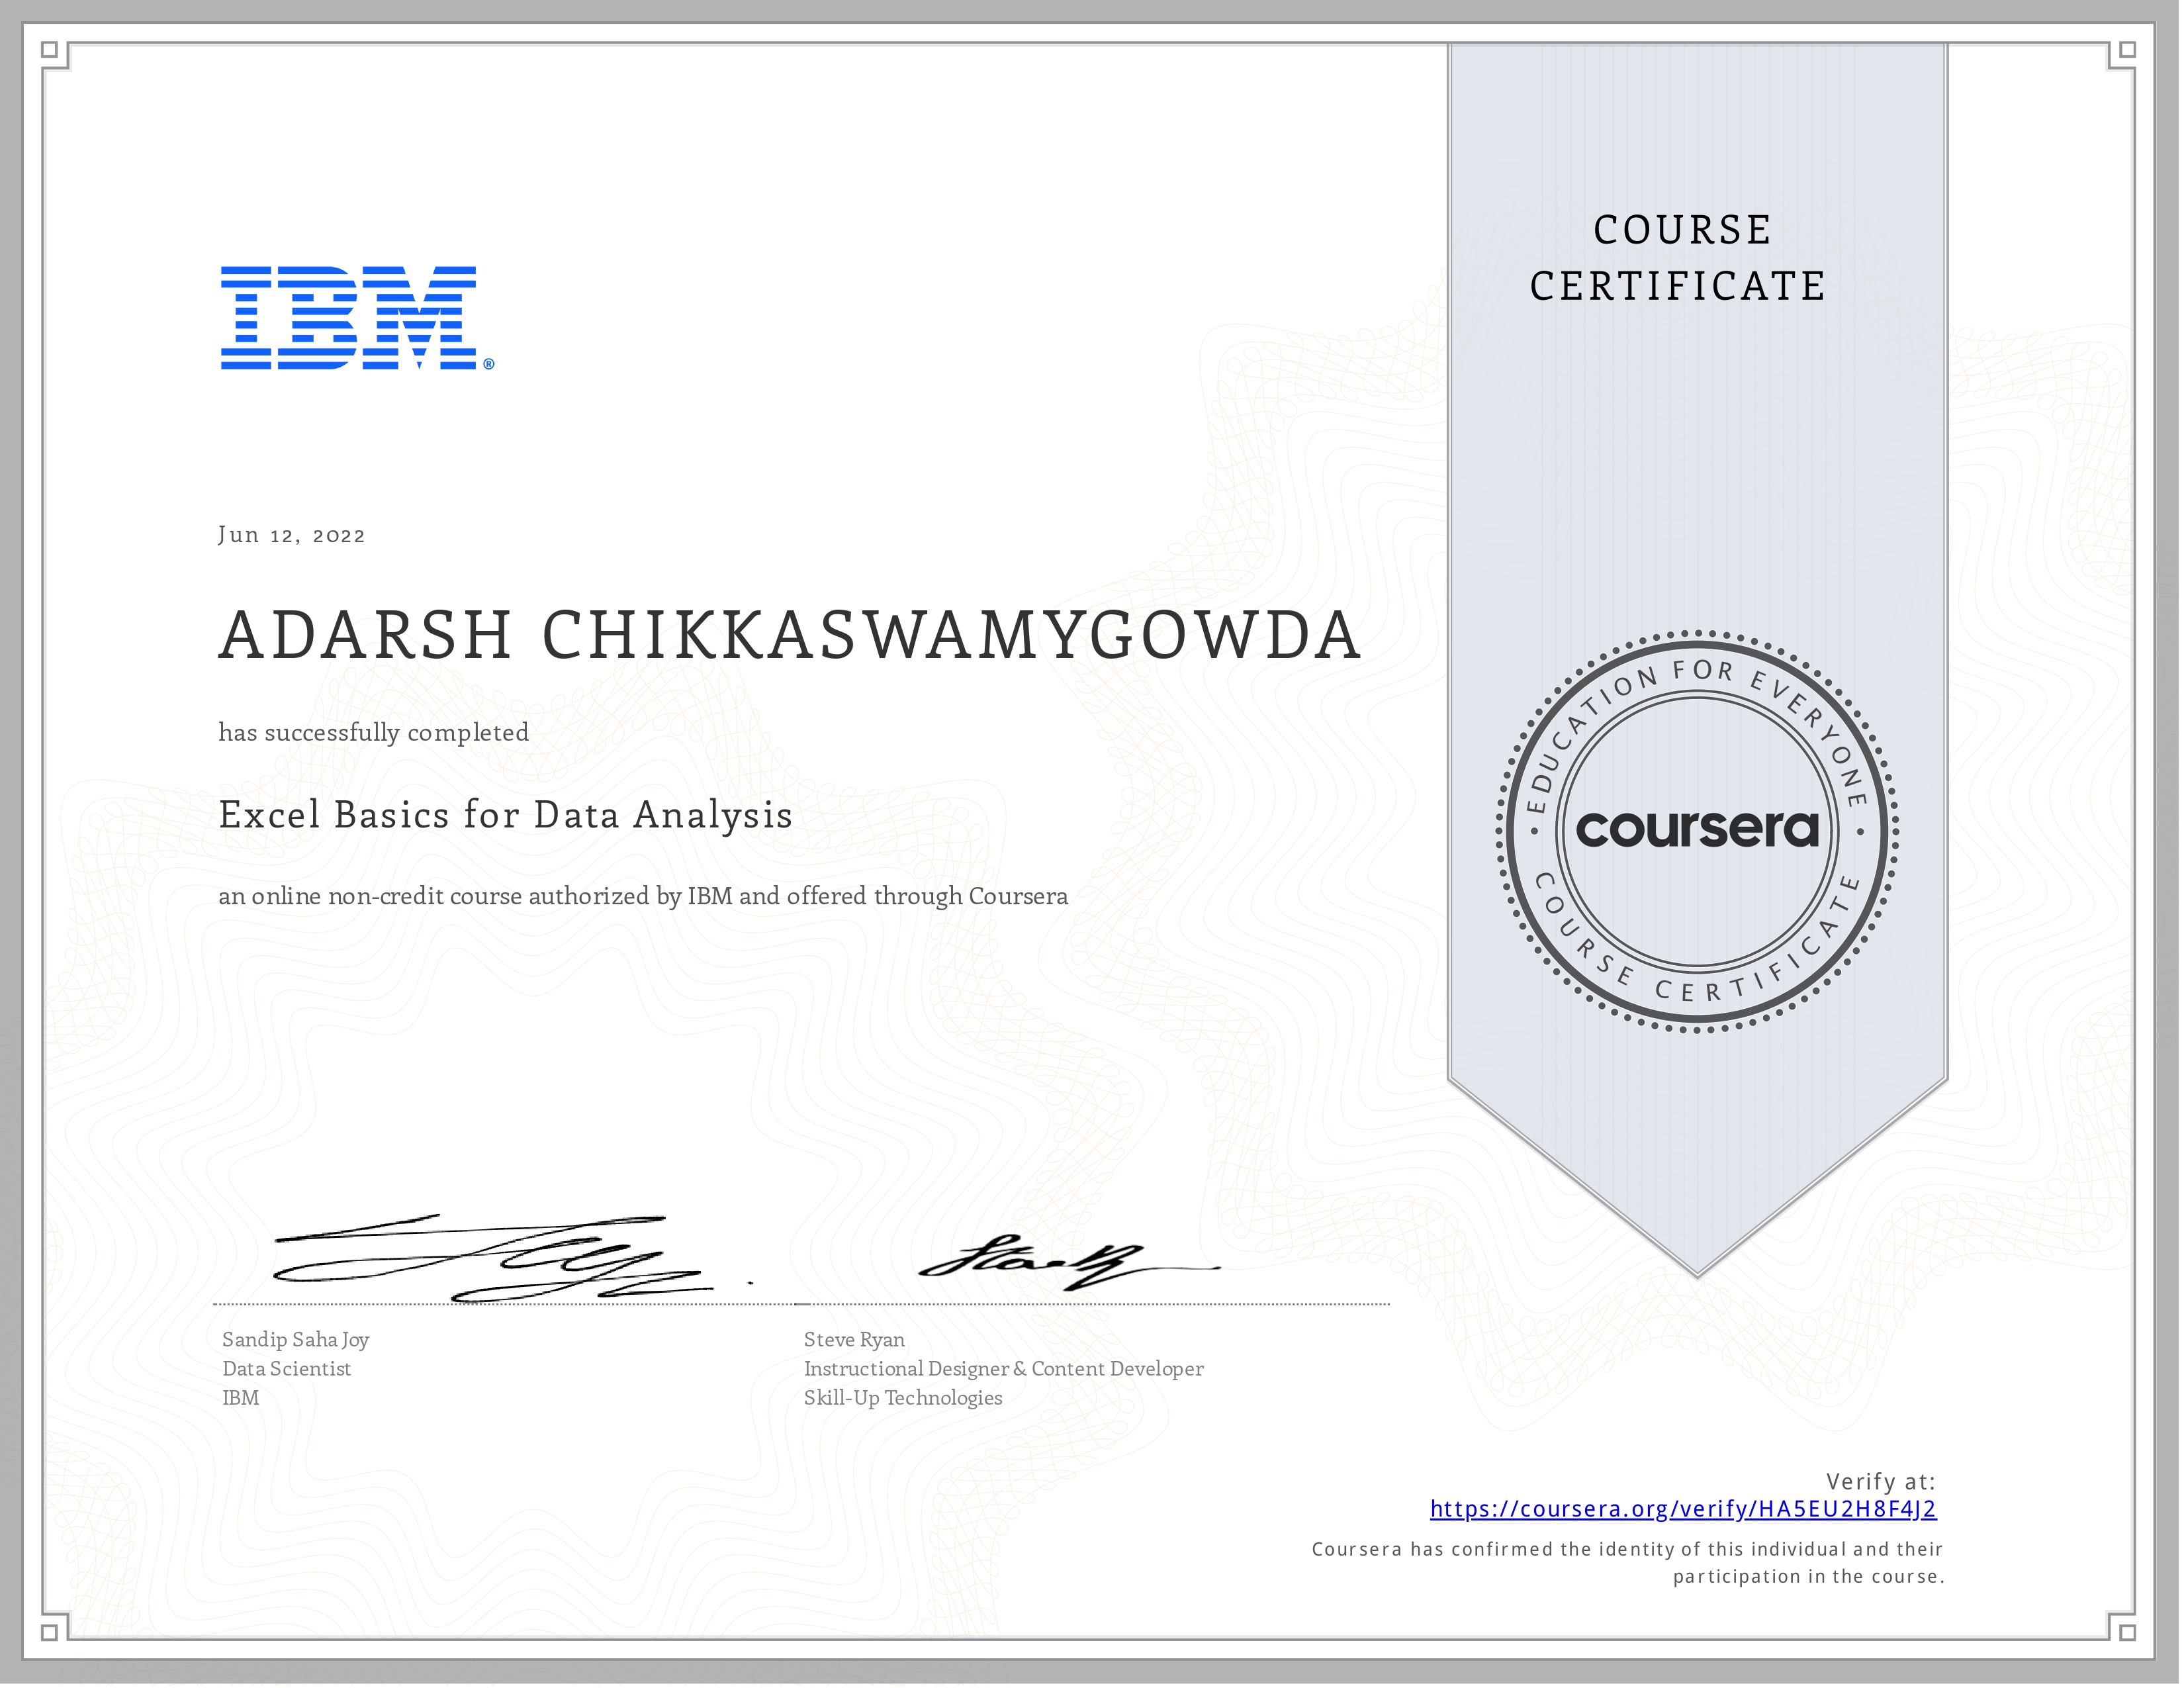 COURSE
CERTIFICATE
IBM®
Jun 12, 2022
ADARSH CHIKKASWAMYGOWDA
has successfully completed
Excel Basics for Data Analysis
an online non-credit course authorized by IBM and offered through Coursera
EDUCATION FOR EVERYONE
coursera
COURSE CERTIFICATE
Sandip Saha Joy
Data Scientist
IBM
Steve Ryan
Instructional Designer & Content Developer
Skill-Up Technologies
Verify at:
https://coursera.org/verify/HA5EU2H8F4J2
Coursera has confirmed the identity of this individual and their
participation in the course.